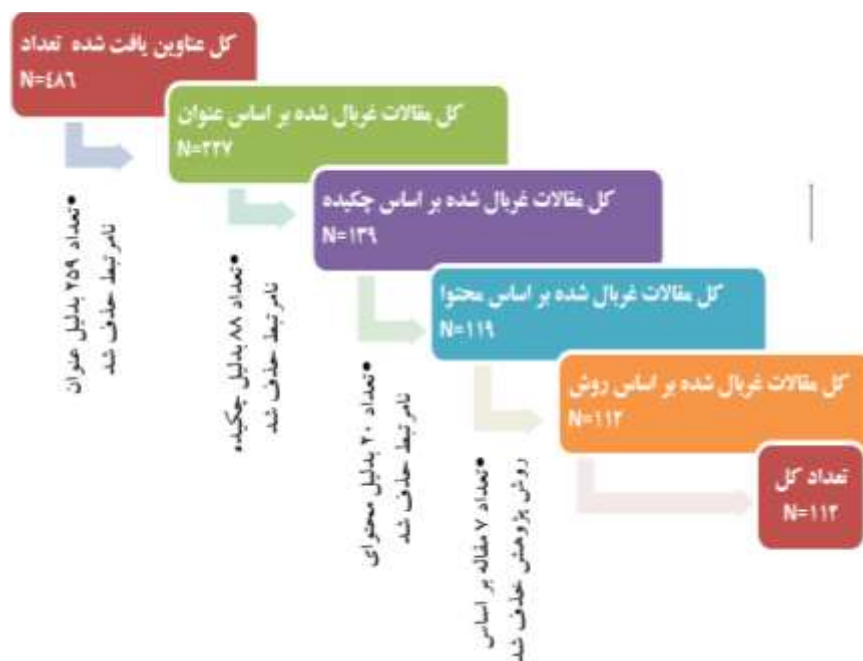 کل عناوین یافت شده تعداد
N=٤٨٦
کل مقالات غربال شده بر اساس عنوان
N=۲۲۷
کل مقالات غربال شده بر اساس چکیده
N=۱۳۹
کل مقالات غربال شده بر اساس محتوا
N=۱۱۹
کل مقالات غربال شده بر اساس روش
N=۱۱۲
تعداد کل
N=۱۱۲
•تعداد ۲۵۹ بدلیل عنوان
نامرتبط حذف شد
•تعداد ۸۸ بدلیل چکیده
نامرتبط حذف شد
•تعداد ۲۰ بدلیل محتوای
نامرتبط حذف شد
•تعداد ۷ مقاله بر اساس
روش پژوهش حذف شد